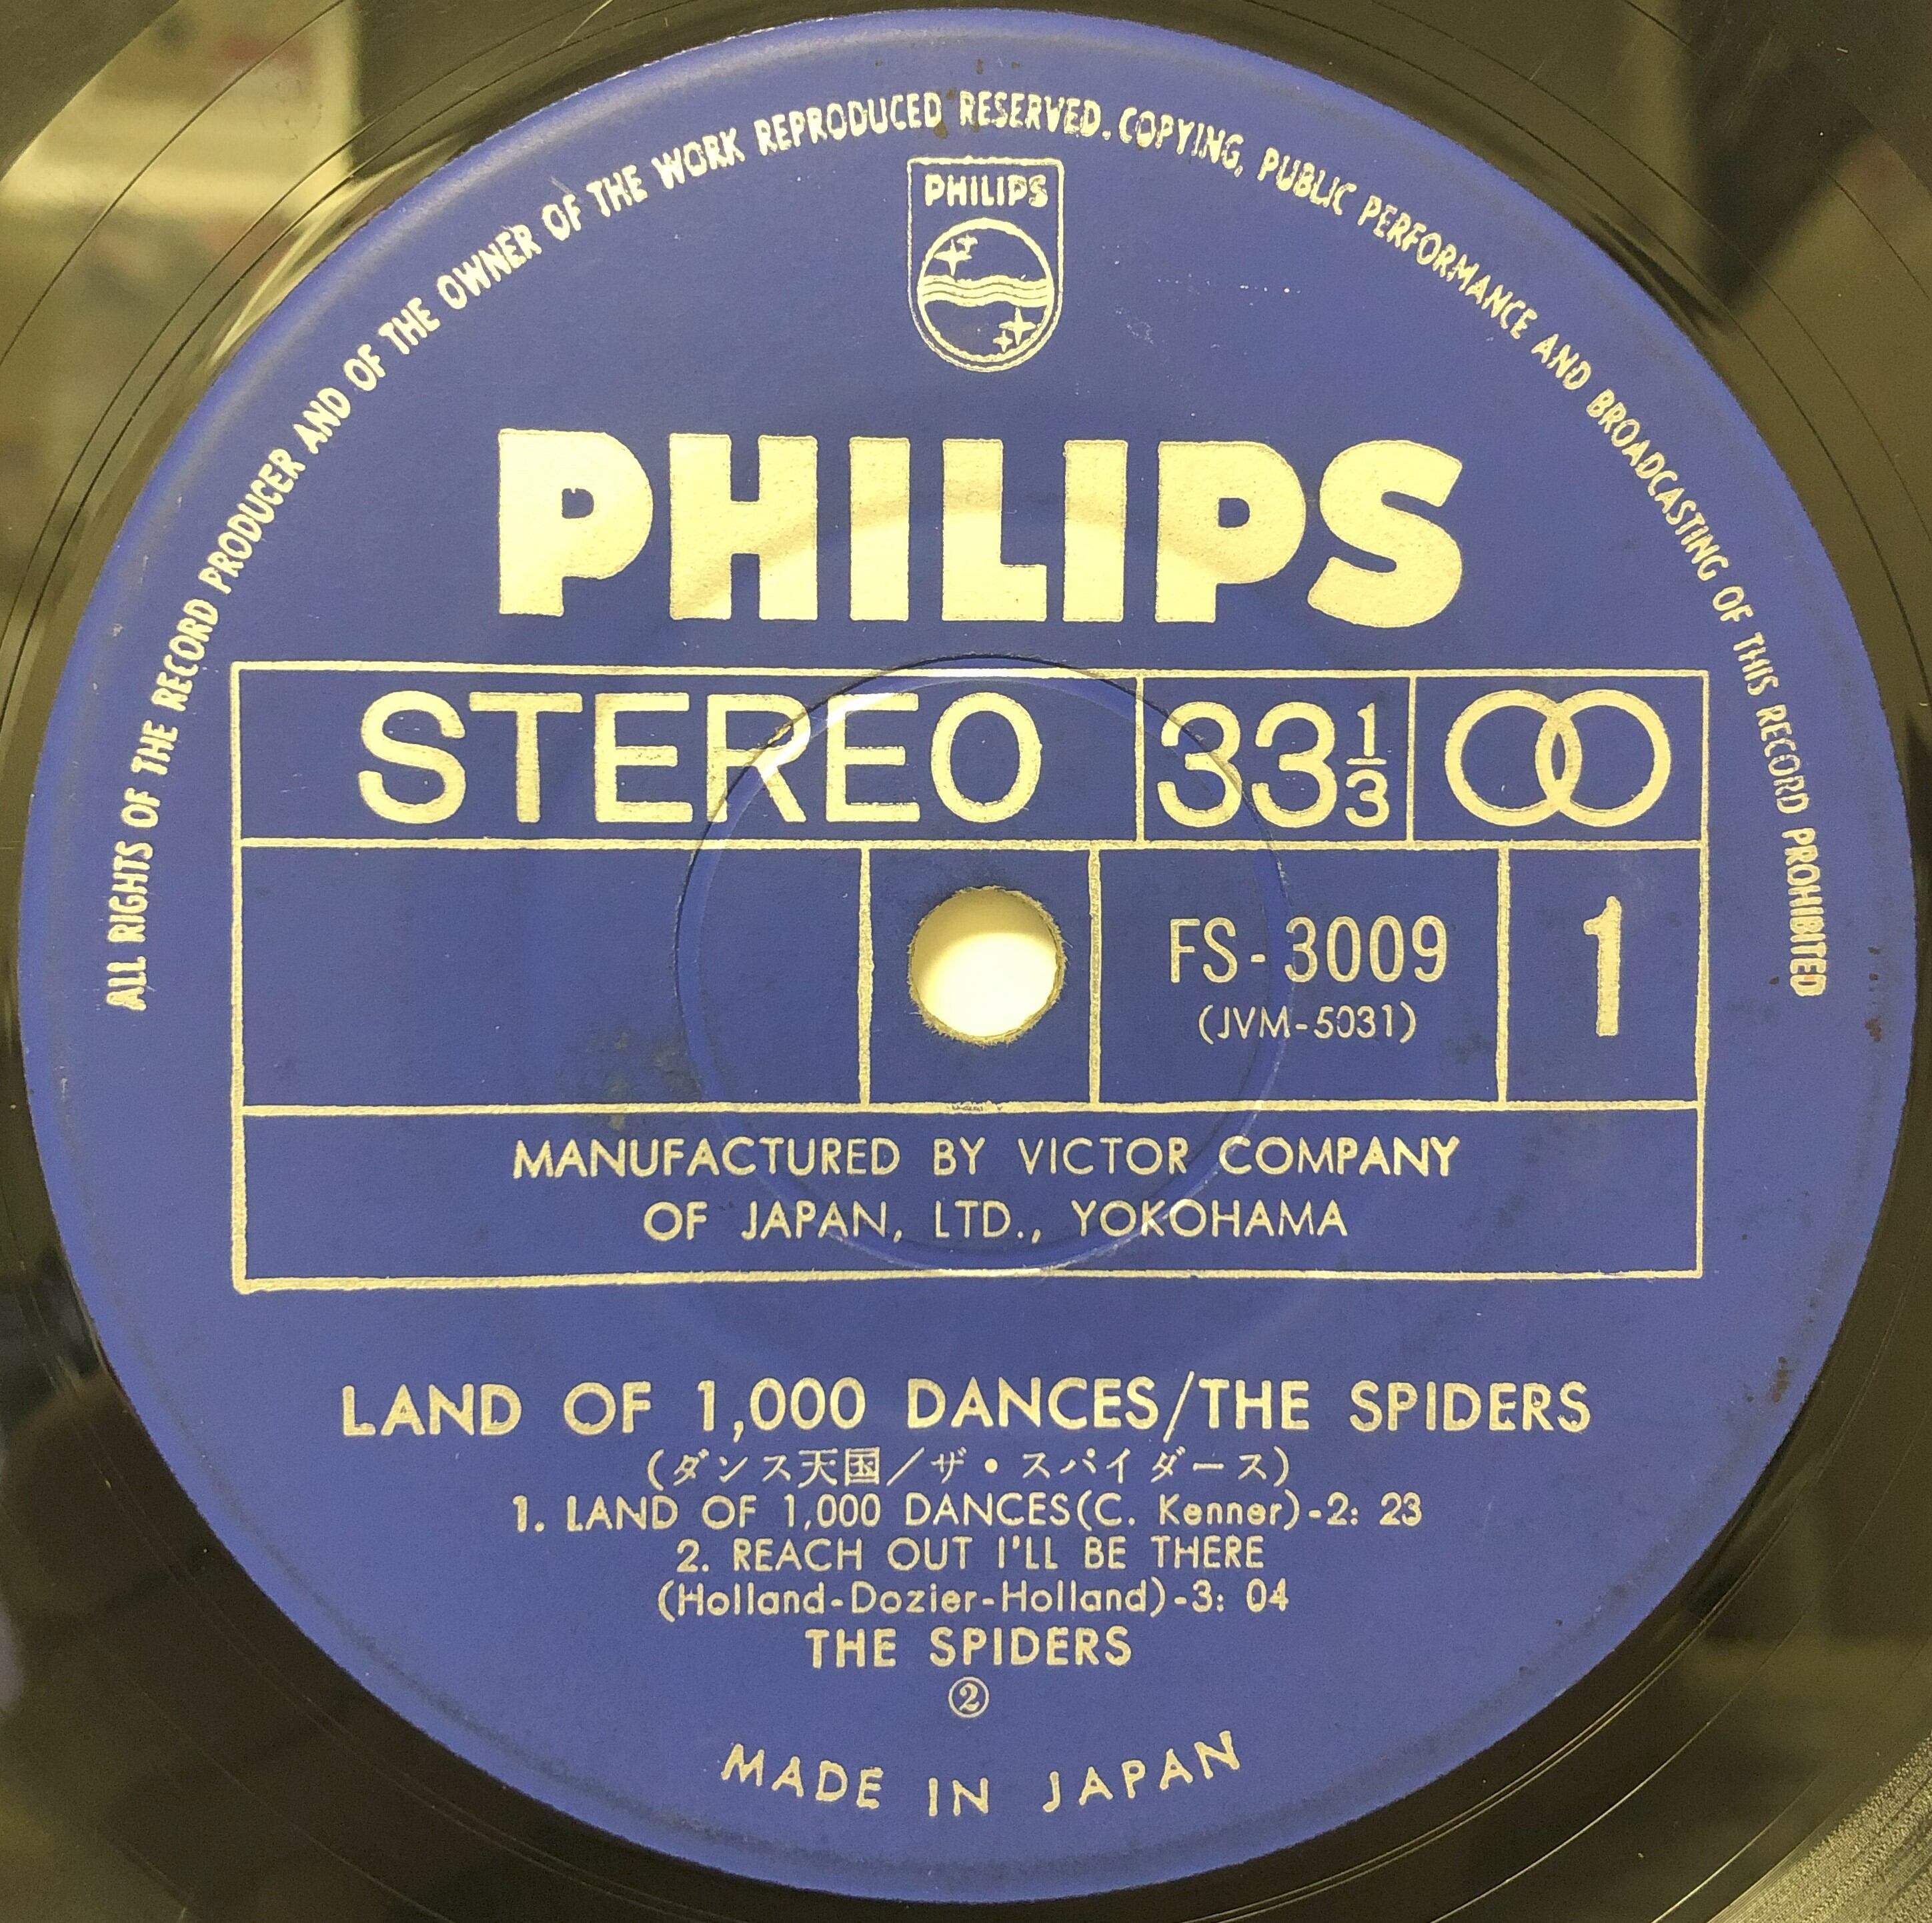 ALL RIGHTS OF THE RECORD PRODUCER AND OF THE OWNER OF THE WORK REPRODUCED RESERVED. COPYING, PUBLIC PERFORMANCE AND BROADCASTING OF THIS RECORD PROHIBITED
PHILIPS
PHILIPS
STEREO 33 1/3
FS-3009 1
(JVM-5031)
MANUFACTURED BY VICTOR COMPANY
OF JAPAN, LTD., YOKOHAMA
LAND OF 1,000 DANCES/THE SPIDERS
(ダンス天国/ザ・スパイダース)
1. LAND OF 1,000 DANCES(C. Kenner)-2: 23
2. REACH OUT I'LL BE THERE
(Holland-Dozier-Holland)-3: 04
THE SPIDERS
②
MADE IN JAPAN